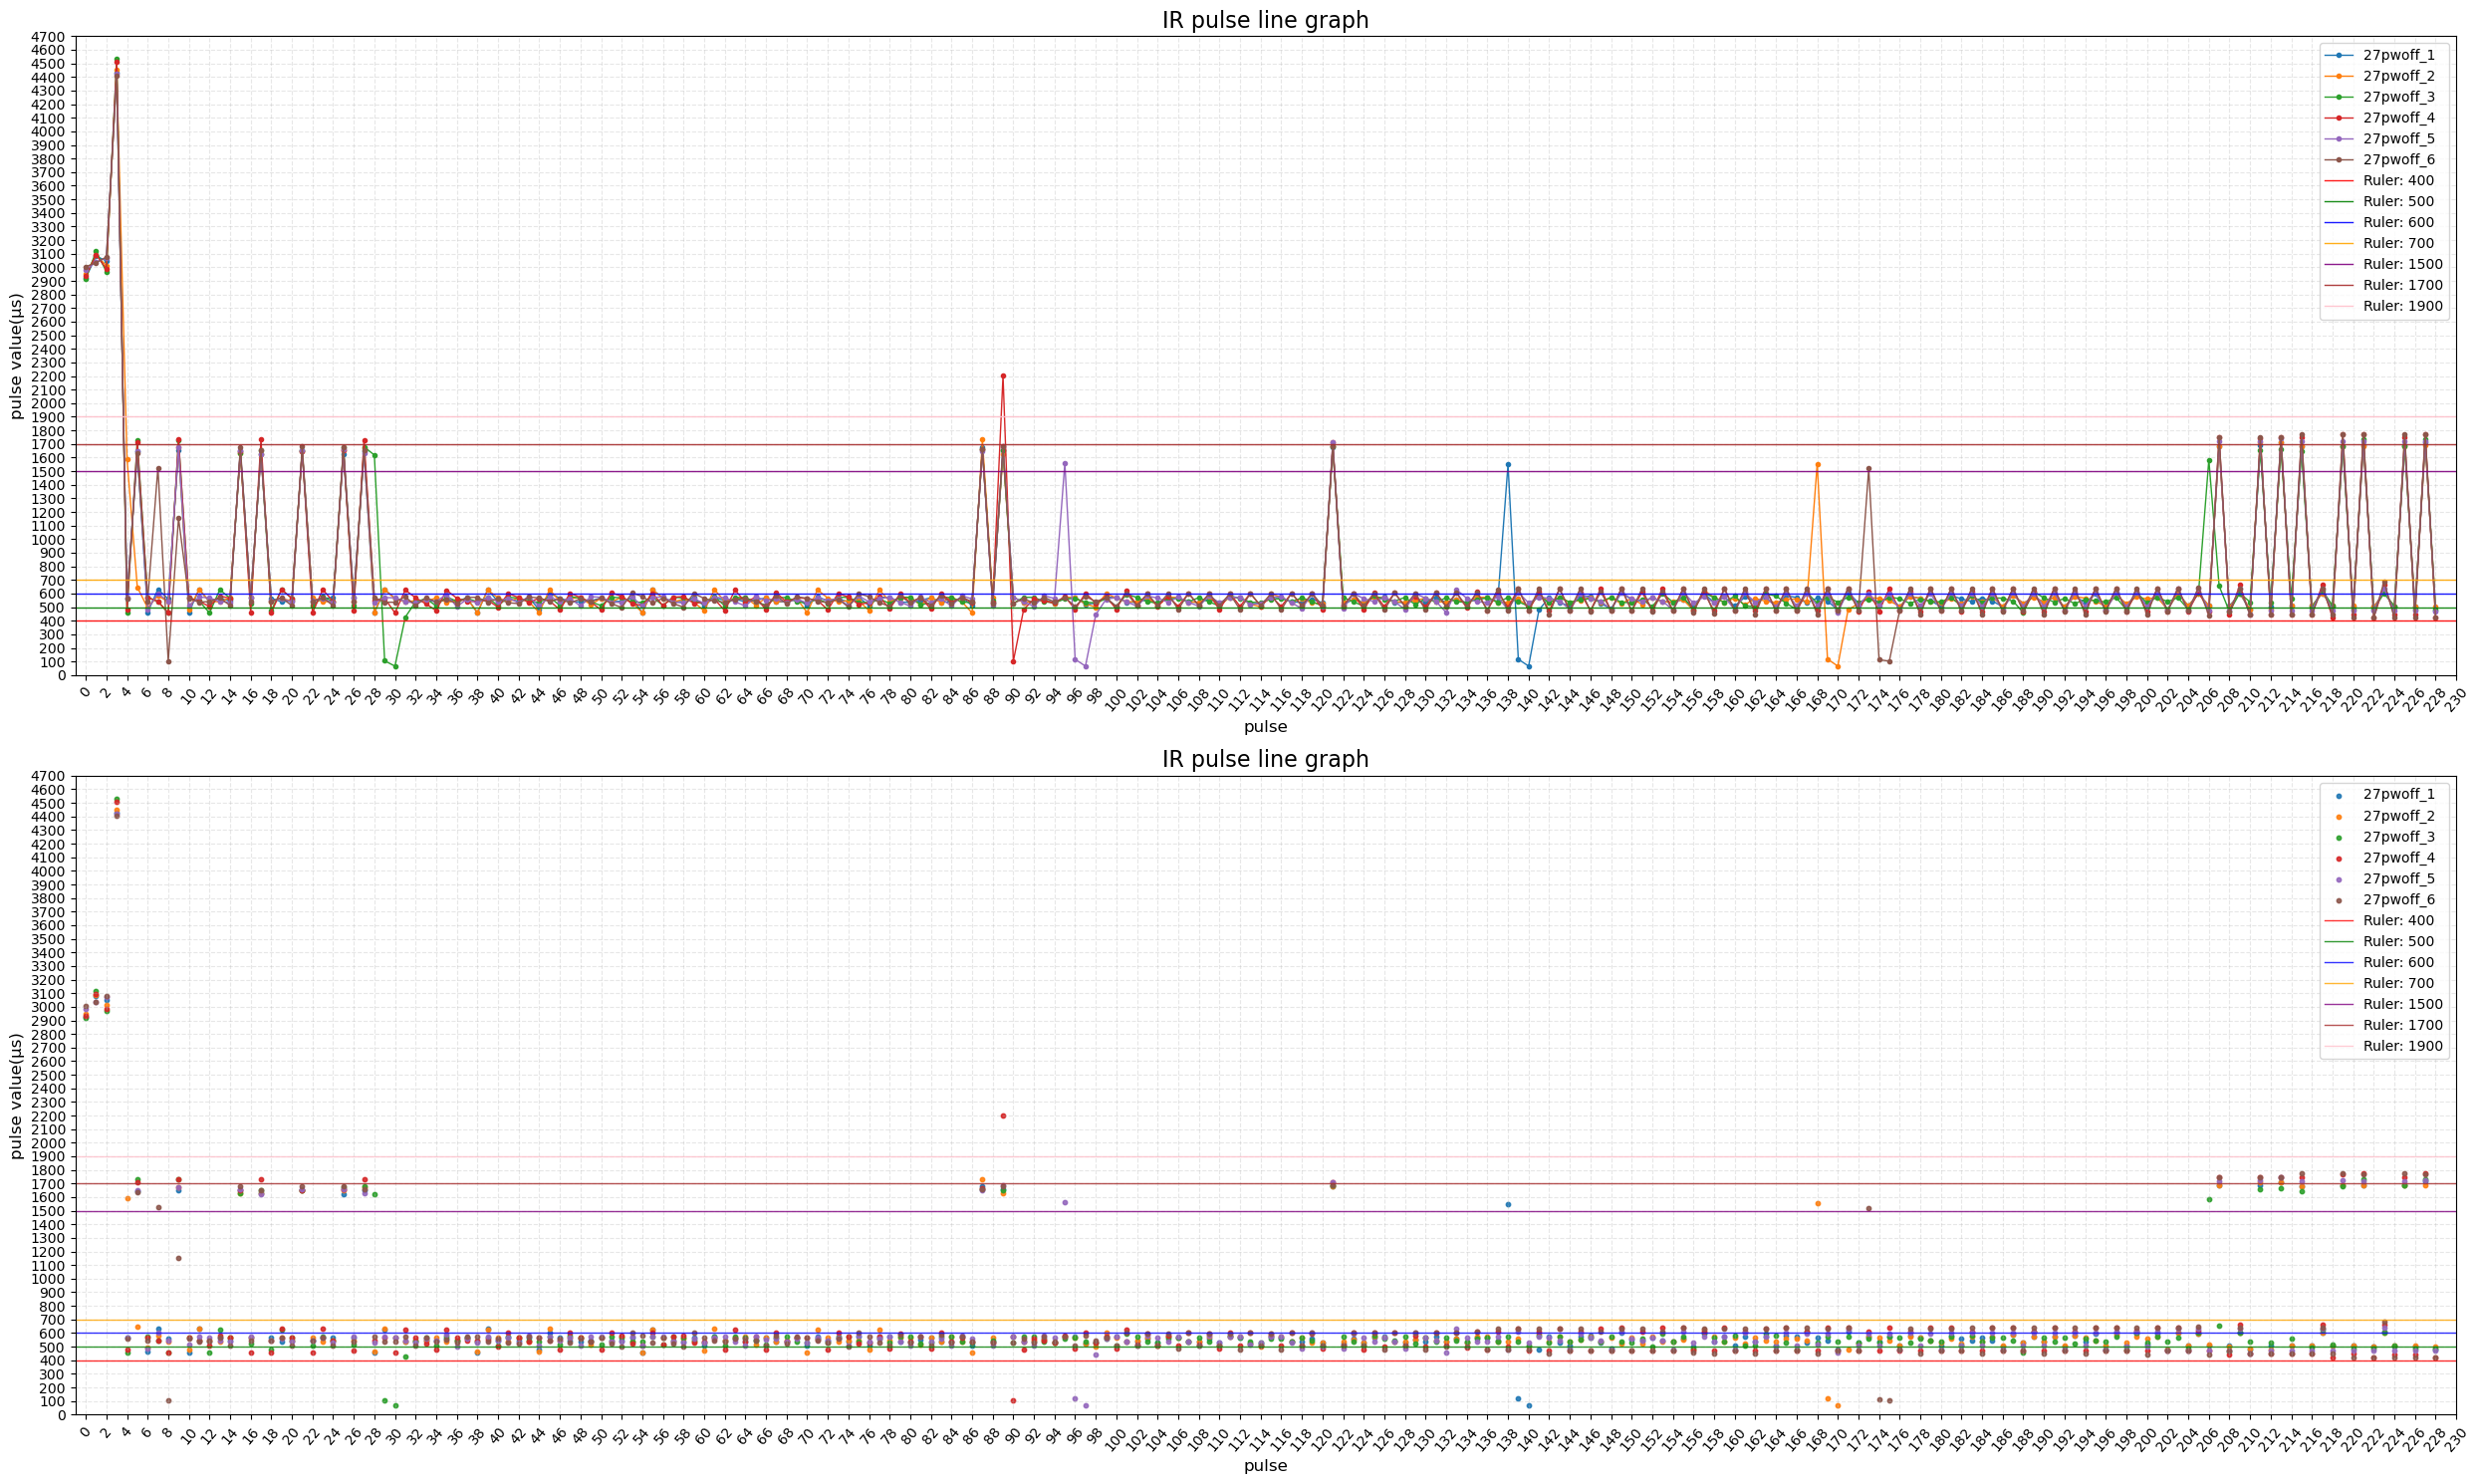 IR pulse line graph
pulse value(µs)
4700
4600
4500
4400
4300
4200
4100
4000
3900
3800
3700
3600
3500
3400
3300
3200
3100
3000
2900
2800
2700
2600
2500
2400
2300
2200
2100
2000
1900
1800
1700
1600
1500
1400
1300
1200
1100
1000
900
800
700
600
500
400
300
200
100
0
27pwoff_1
27pwoff_2
27pwoff_3
27pwoff_4
27pwoff_5
27pwoff_6
Ruler: 400
Ruler: 500
Ruler: 600
Ruler: 700
Ruler: 1500
Ruler: 1700
Ruler: 1900
0 2 4 6 8 10 12 14 16 18 20 22 24 26 28 30 32 34 36 38 40 42 44 46 48 50 52 54 56 58 60 62 64 66 68 70 72 74 76 78 80 82 84 86 88 90 92 94 96 98 100 102 104 106 108 110 112 114 116 118 120 122 124 126 128 130 132 134 136 138 140 142 144 146 148 150 152 154 156 158 160 162 164 166 168 170 172 174 176 178 180 182 184 186 188 190 192 194 196 198 200 202 204 206 208 210 212 214 216 218 220 222 224 226 228 230
pulse
IR pulse line graph
pulse value(µs)
4700
4600
4500
4400
4300
4200
4100
4000
3900
3800
3700
3600
3500
3400
3300
3200
3100
3000
2900
2800
2700
2600
2500
2400
2300
2200
2100
2000
1900
1800
1700
1600
1500
1400
1300
1200
1100
1000
900
800
700
600
500
400
300
200
100
0
27pwoff_1
27pwoff_2
27pwoff_3
27pwoff_4
27pwoff_5
27pwoff_6
Ruler: 400
Ruler: 500
Ruler: 600
Ruler: 700
Ruler: 1500
Ruler: 1700
Ruler: 1900
0 2 4 6 8 10 12 14 16 18 20 22 24 26 28 30 32 34 36 38 40 42 44 46 48 50 52 54 56 58 60 62 64 66 68 70 72 74 76 78 80 82 84 86 88 90 92 94 96 98 100 102 104 106 108 110 112 114 116 118 120 122 124 126 128 130 132 134 136 138 140 142 144 146 148 150 152 154 156 158 160 162 164 166 168 170 172 174 176 178 180 182 184 186 188 190 192 194 196 198 200 202 204 206 208 210 212 214 216 218 220 222 224 226 228 230
pulse